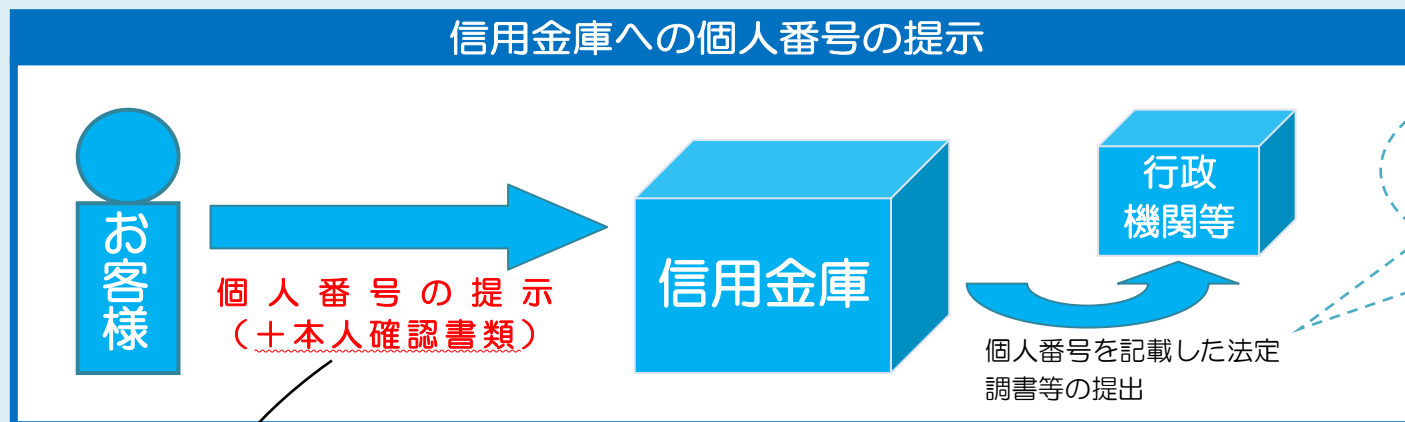 信用金庫への個人番号の提示
お客様
個人番号の提示
（＋本人確認書類）
信用金庫
行政
機関等
個人番号を記載した法定
調書等の提出